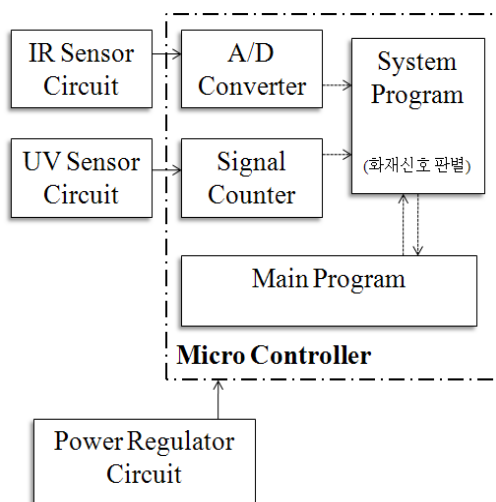 IR Sensor
Circuit
A/D
Converter
System
Program
(화재신호 판별)
UV Sensor
Circuit
Signal
Counter
Main Program
Micro Controller
Power Regulator
Circuit